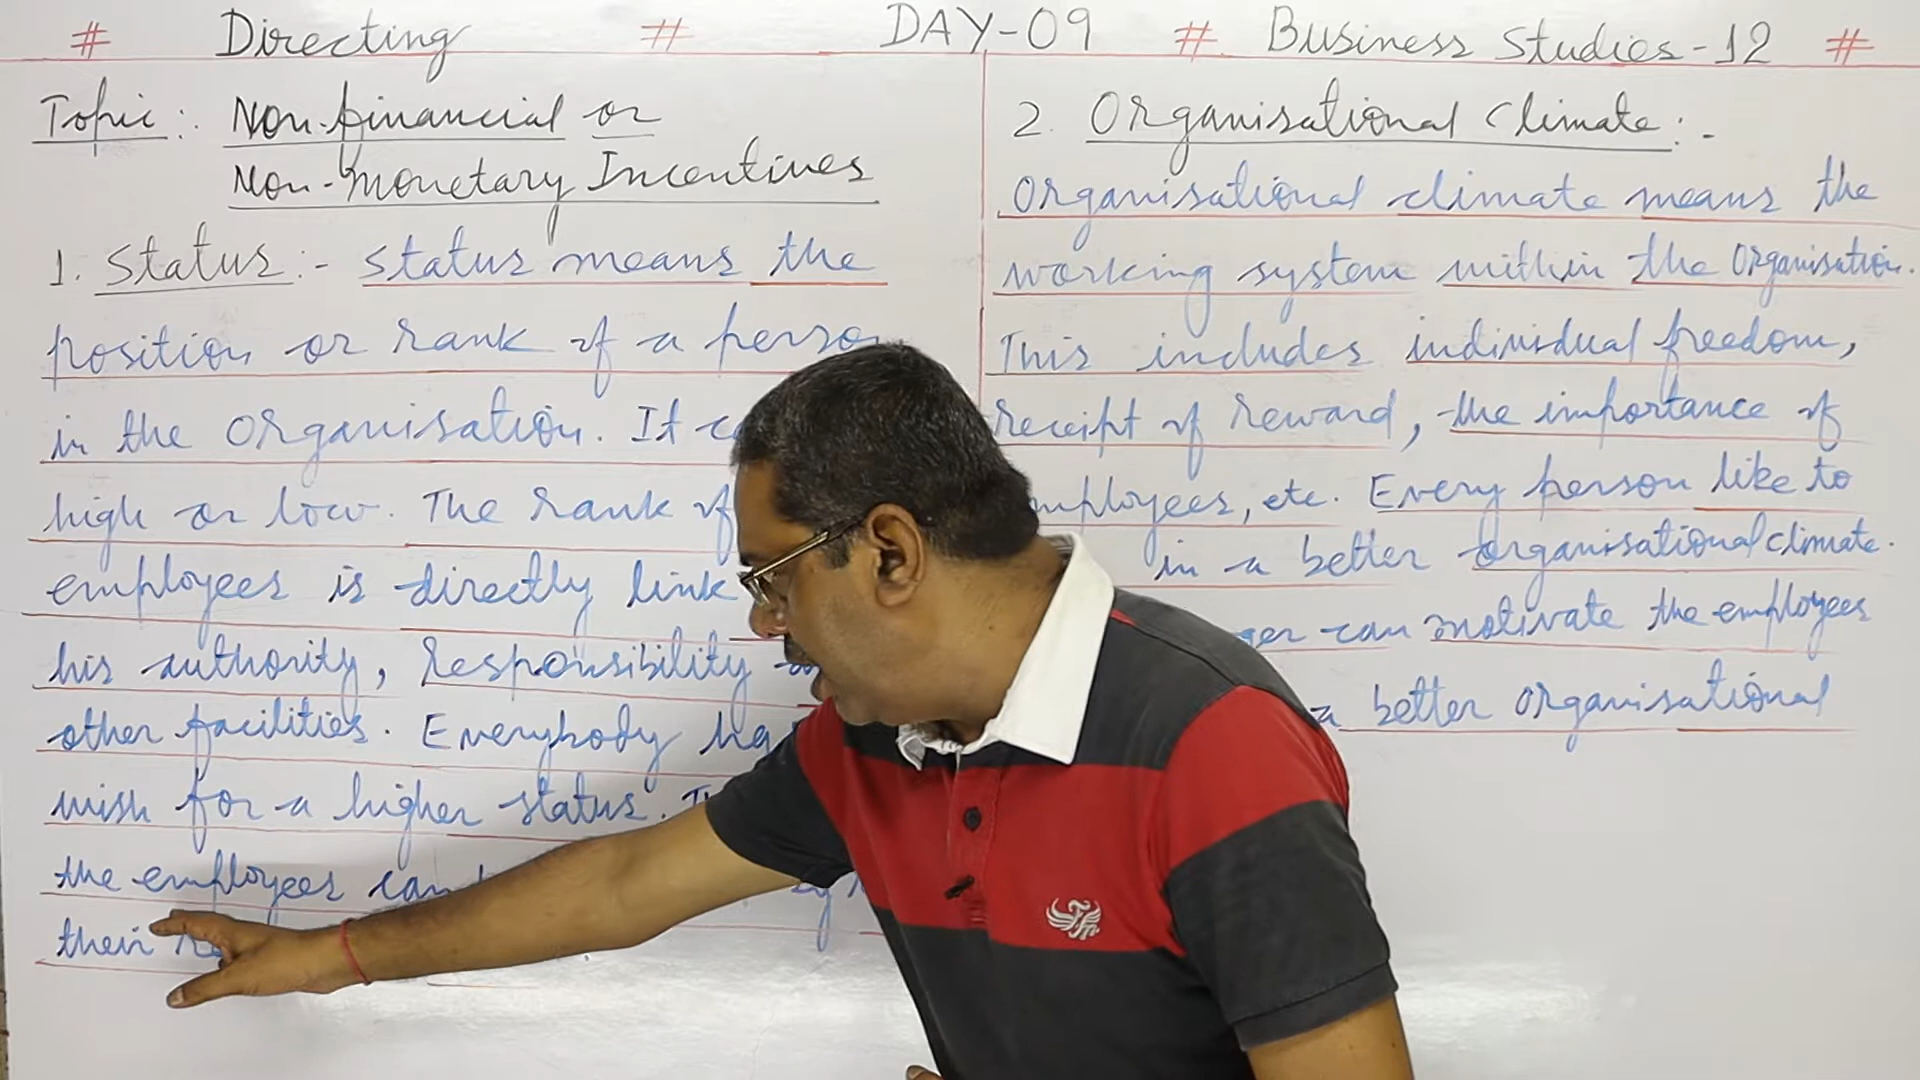 # Directing # DAY-09 # Business Studies-12 #
Topic:. Non-financial or
Non-Monetary Incentives
1. Status:- Status means the
position or rank of a person
in the organisation. It
high or low. The rank of
employees is directly link
his authority, responsibility
other facilities. Everybody has
wish for a higher status.
the employees can
their
2. Organisational Climate:-
Organisational climate means the
working system within the organisation.
This includes individual freedom,
receipt of reward, the importance of
employees, etc. Every person like to
in a better organisational climate.
can motivate the employees
a better organisational